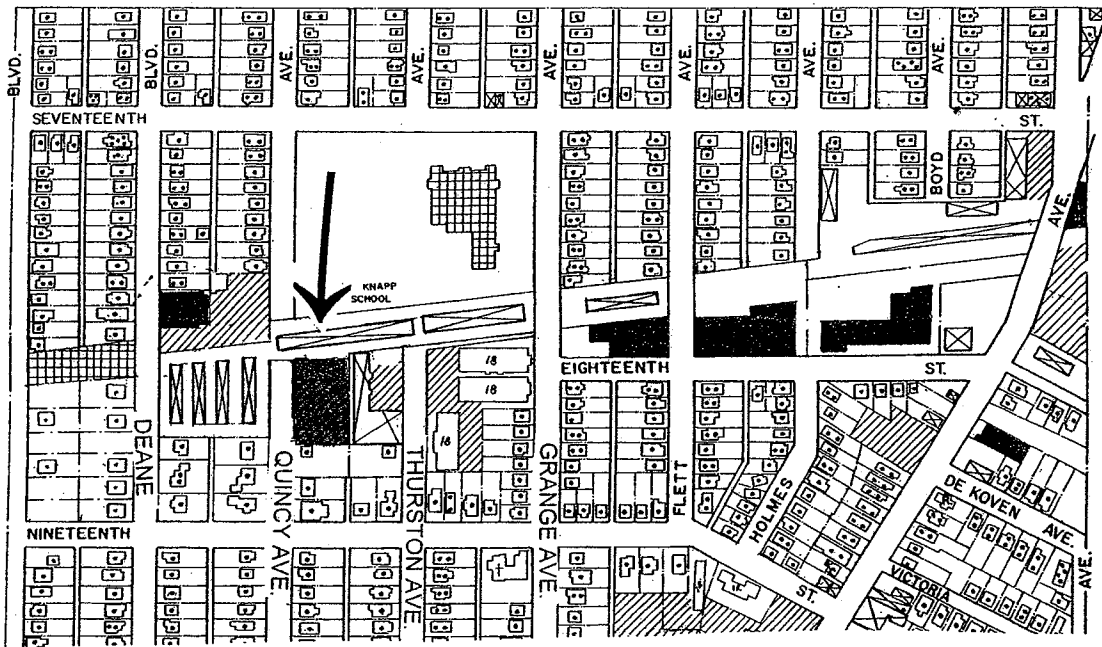 BLVD.
BLVD.
AVE.
AVE.
AVE.
AVE.
AVE.
AVE.
SEVENTEENTH
ST.
BOYD
AVE.
KNAPP
SCHOOL
18
18
18
EIGHTEENTH
ST.
DEANE
QUINCY AVE.
THURSTON AVE.
GRANGE AVE.
FLETT
HOLMES
DE KOVEN AVE.
NINETEENTH
ST.
VICTORIA
AVE.